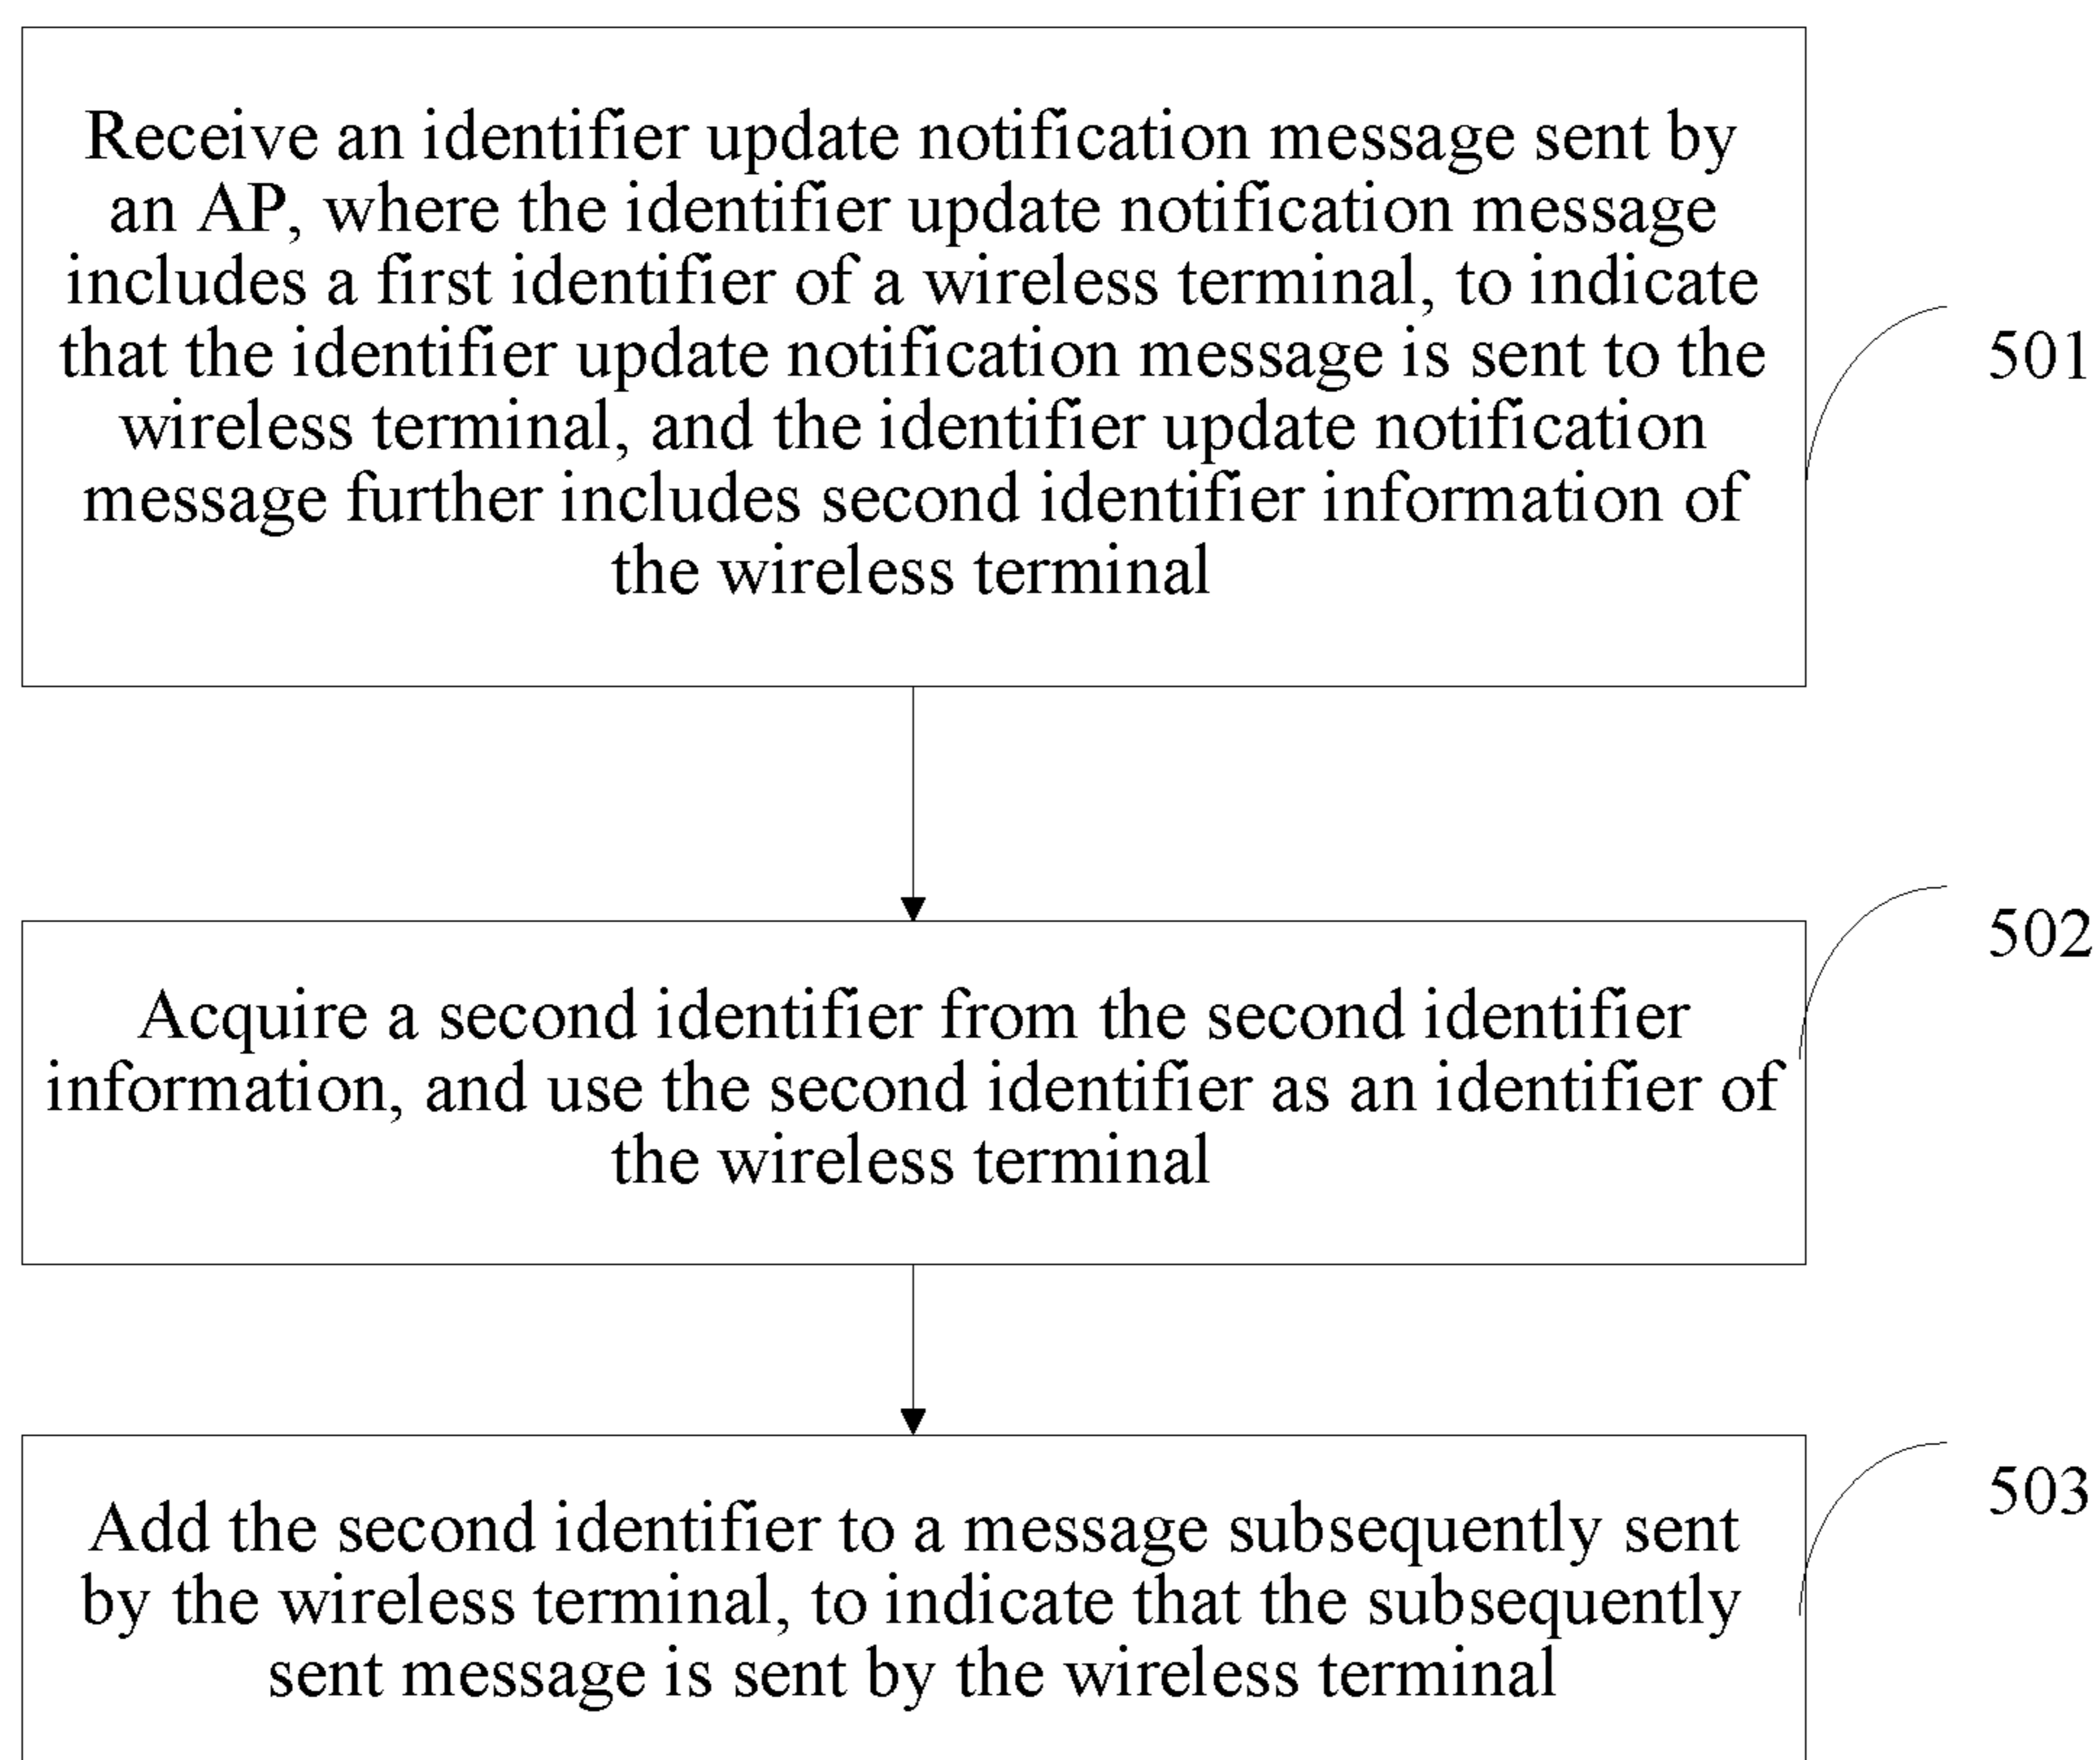 Receive an identifier update notification message sent by
an AP, where the identifier update notification message
includes a first identifier of a wireless terminal, to indicate
that the identifier update notification message is sent to the
wireless terminal, and the identifier update notification
message further includes second identifier information of
the wireless terminal
501
Acquire a second identifier from the second identifier
information, and use the second identifier as an identifier of
the wireless terminal
502
Add the second identifier to a message subsequently sent
by the wireless terminal, to indicate that the subsequently
sent message is sent by the wireless terminal
503